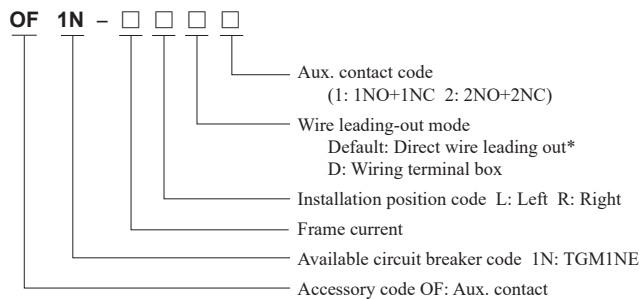 OF 1N – □ □ □ □
Aux. contact code
(1: 1NO+1NC 2: 2NO+2NC)
Wire leading-out mode
Default: Direct wire leading out*
D: Wiring terminal box
Installation position code L: Left R: Right
Frame current
Available circuit breaker code 1N: TGM1NE
Accessory code OF: Aux. contact